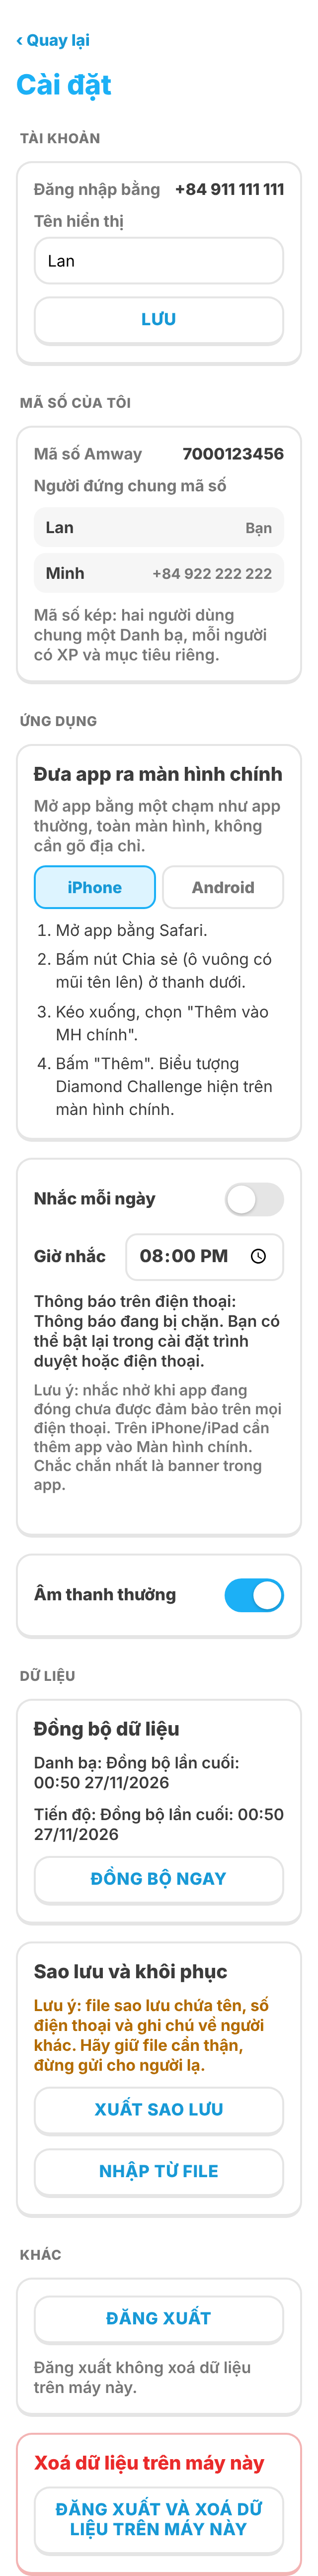 ‹ Quay lại
Cài đặt
TÀI KHOẢN
Đăng nhập bằng +84 911 111 111
Tên hiển thị
Lan
LƯU
MÃ SỐ CỦA TÔI
Mã số Amway 7000123456
Người đứng chung mã số
Lan Bạn
Minh +84 922 222 222
Mã số kép: hai người dùng
chung một Danh bạ, mỗi người
có XP và mục tiêu riêng.
ỨNG DỤNG
Đưa app ra màn hình chính
Mở app bằng một chạm như app
thường, toàn màn hình, không
cần gõ địa chỉ.
iPhone Android
1. Mở app bằng Safari.
2. Bấm nút Chia sẻ (ô vuông có
mũi tên lên) ở thanh dưới.
3. Kéo xuống, chọn "Thêm vào
MH chính".
4. Bấm "Thêm". Biểu tượng
Diamond Challenge hiện trên
màn hình chính.
Nhắc mỗi ngày
Giờ nhắc 08:00 PM
Thông báo trên điện thoại:
Thông báo đang bị chặn. Bạn có
thể bật lại trong cài đặt trình
duyệt hoặc điện thoại.
Lưu ý: nhắc nhở khi app đang
đóng chưa được đảm bảo trên mọi
điện thoại. Trên iPhone/iPad cần
thêm app vào Màn hình chính.
Chắc chắn nhất là banner trong
app.
Âm thanh thưởng
DỮ LIỆU
Đồng bộ dữ liệu
Danh bạ: Đồng bộ lần cuối:
00:50 27/11/2026
Tiến độ: Đồng bộ lần cuối: 00:50
27/11/2026
ĐỒNG BỘ NGAY
Sao lưu và khôi phục
Lưu ý: file sao lưu chứa tên, số
điện thoại và ghi chú về người
khác. Hãy giữ file cẩn thận,
đừng gửi cho người lạ.
XUẤT SAO LƯU
NHẬP TỪ FILE
KHÁC
ĐĂNG XUẤT
Đăng xuất không xoá dữ liệu
trên máy này.
Xoá dữ liệu trên máy này
ĐĂNG XUẤT VÀ XOÁ DỮ
LIỆU TRÊN MÁY NÀY